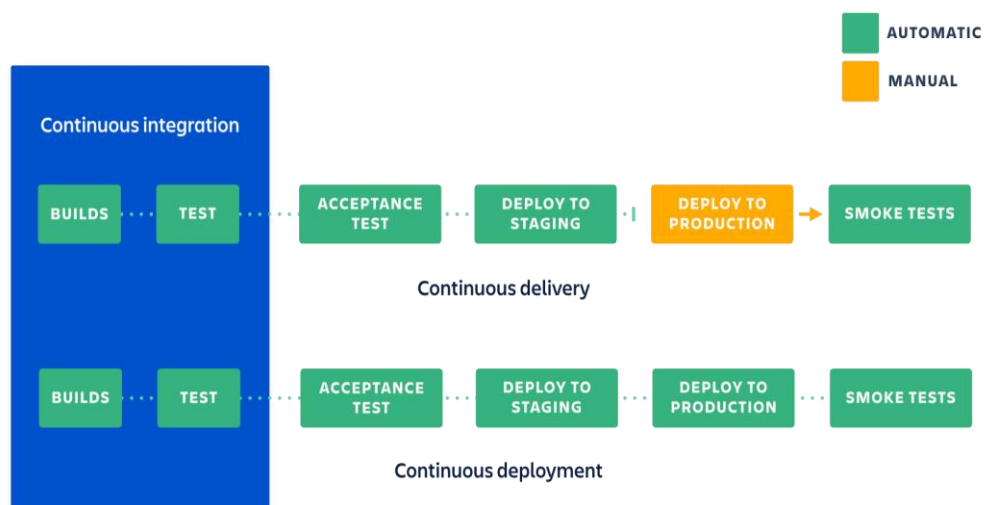 AUTOMATIC
MANUAL
Continuous integration
BUILDS
TEST
ACCEPTANCE
TEST
DEPLOY TO
STAGING
DEPLOY TO
PRODUCTION
SMOKE TESTS
Continuous delivery
BUILDS
TEST
ACCEPTANCE
TEST
DEPLOY TO
STAGING
DEPLOY TO
PRODUCTION
SMOKE TESTS
Continuous deployment